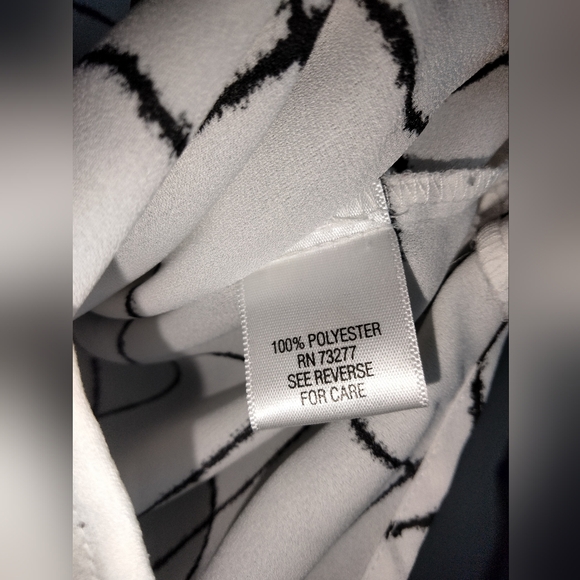 100% POLYESTER
RN 73277
SEE REVERSE
FOR CARE